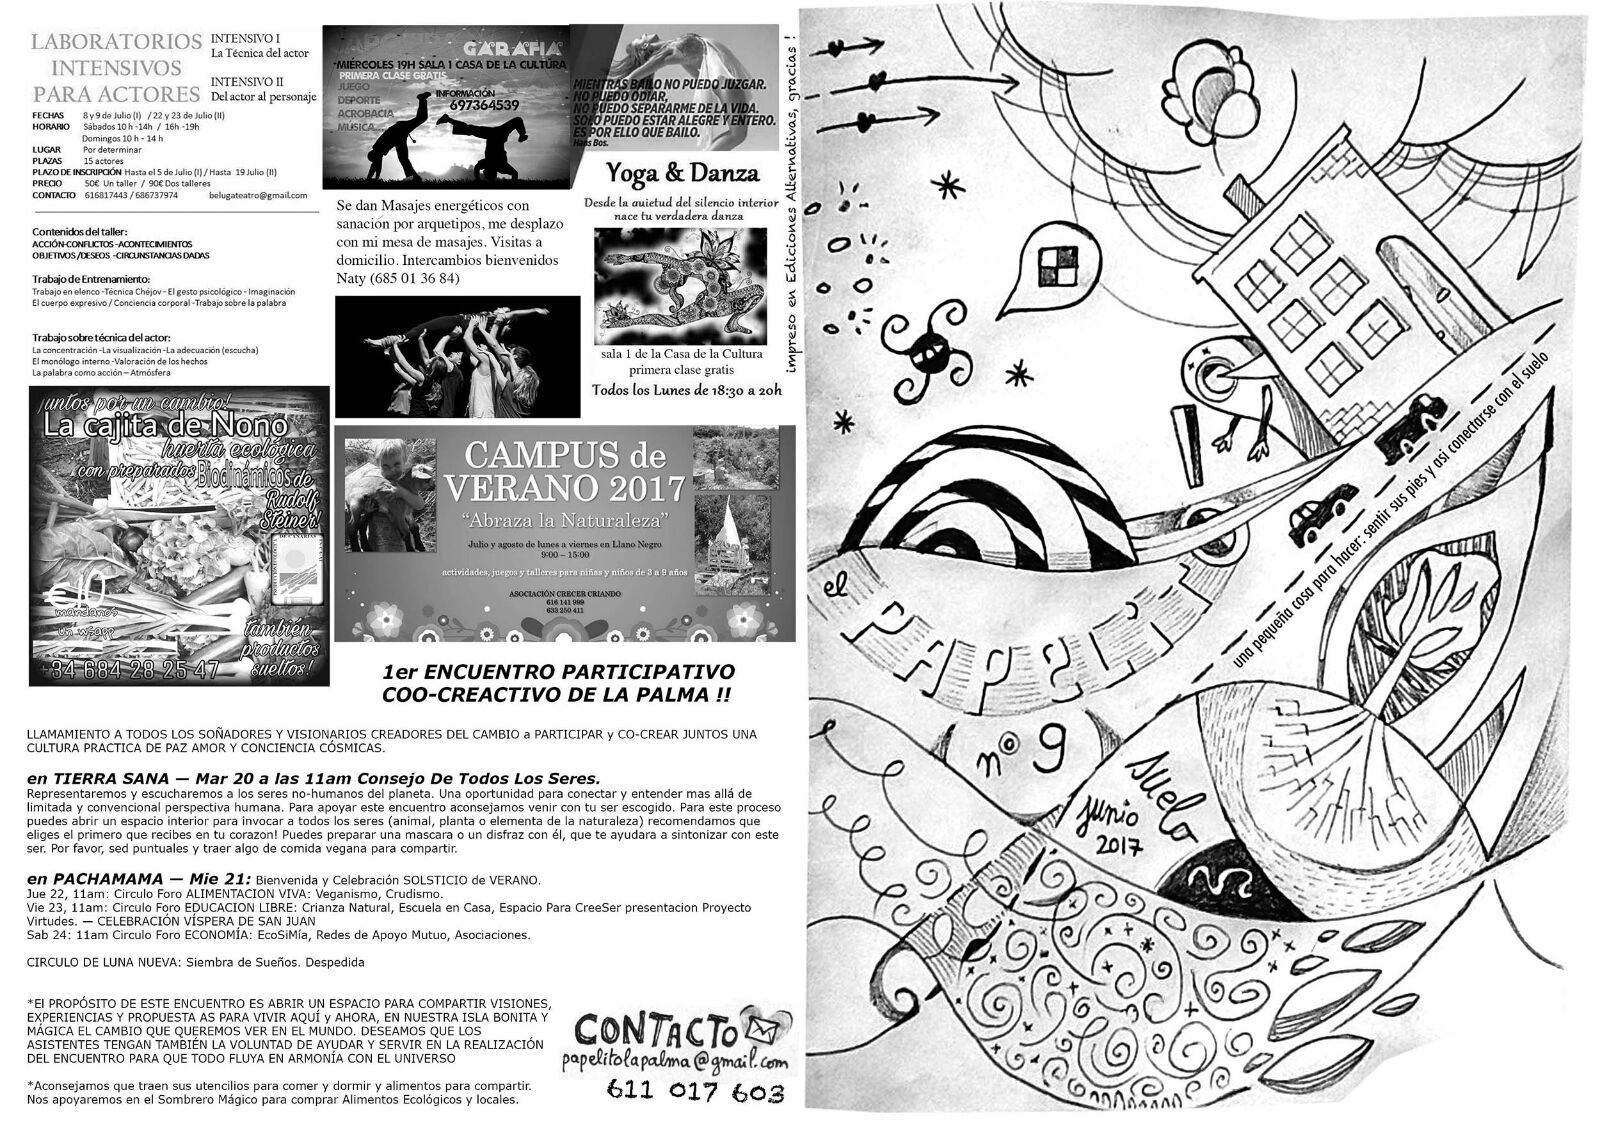 LABORATORIOS
INTENSIVOS
PARA ACTORES
INTENSIVO I
La Técnica del actor
INTENSIVO II
Del actor al personaje
FECHAS 8 y 9 de Julio (I) / 22 y 23 de Julio (II)
HORARIO Sábados 10 h -14h / 16h -19h
Domingos 10 h - 14 h
LUGAR Por determinar
PLAZAS 15 actores
PLAZO DE INSCRIPCIÓN Hasta el 5 de Julio (I) / Hasta 19 Julio (II)
PRECIO 50€ Un taller / 90€ Dos talleres
CONTACTO 616817443 / 686737974 belugateatro@gmail.com
Contenidos del taller:
ACCIÓN-CONFLICTOS -ACONTECIMIENTOS
OBJETIVOS /DESEOS -CIRCUNSTANCIAS DADAS
Trabajo de Entrenamiento:
Trabajo en elenco -Técnica Chéjov - El gesto psicológico - Imaginación
El cuerpo expresivo / Conciencia corporal -Trabajo sobre la palabra
Trabajo sobre técnica del actor:
La concentración -La visualización -La adecuación (escucha)
El monólogo interno -Valoración de los hechos
La palabra como acción – Atmósfera
juntos por un cambio!
La cajita de Nono
huerta ecológica
con preparados Biodinámicos de
Rudolf
Steiner!
mandanos
un wsapp
también
productos
sueltos!
+34 684 28 25 47
GARAFIA
MIÉRCOLES 19H SALA 1 CASA DE LA CULTURA
PRIMERA CLASE GRATIS
JUEGO
DEPORTE
ACROBACIA
MÚSICA...
INFORMACIÓN
697364539
Se dan Masajes energéticos con
sanación por arquetipos, me desplazo
con mi mesa de masajes. Visitas a
domicilio. Intercambios bienvenidos
Naty (685 01 36 84)
MIENTRAS BAILO NO PUEDO JUZGAR.
NO PUEDO ODIAR,
NO PUEDO SEPARARME DE LA VIDA.
SOLO PUEDO ESTAR ALEGRE Y ENTERO.
ES POR ELLO QUE BAILO.
Hans Bos.
Yoga & Danza
Desde la quietud del silencio interior
nace tu verdadera danza
sala 1 de la Casa de la Cultura
primera clase gratis
Todos los Lunes de 18:30 a 20h
CAMPUS de
VERANO 2017
“Abraza la Naturaleza”
Julio y agosto de lunes a viernes en Llano Negro
9:00 – 15:00
actividades, juegos y talleres para niñas y niños de 3 a 9 años
ASOCIACIÓN CRECER CRIANDO
616 141 999
633 250 411
1er ENCUENTRO PARTICIPATIVO
COO-CREACTIVO DE LA PALMA !!
LLAMAMIENTO A TODOS LOS SOÑADORES Y VISIONARIOS CREADORES DEL CAMBIO a PARTICIPAR y CO-CREAR JUNTOS UNA
CULTURA PRACTICA DE PAZ AMOR Y CONCIENCIA CÓSMICAS.
en TIERRA SANA — Mar 20 a las 11am Consejo De Todos Los Seres.
Representaremos y escucharemos a los seres no-humanos del planeta. Una oportunidad para conectar y entender mas allá de
limitada y convencional perspectiva humana. Para apoyar este encuentro aconsejamos venir con tu ser escogido. Para este proceso
puedes abrir un espacio interior para invocar a todos los seres (animal, planta o elementa de la naturaleza) recomendamos que
eliges el primero que recibes en tu corazon! Puedes preparar una mascara o un disfraz con él, que te ayudara a sintonizar con este
ser. Por favor, sed puntuales y traer algo de comida vegana para compartir.
en PACHAMAMA — Mie 21: Bienvenida y Celebración SOLSTICIO de VERANO.
Jue 22, 11am: Circulo Foro ALIMENTACION VIVA: Veganismo, Crudismo.
Vie 23, 11am: Circulo Foro EDUCACION LIBRE: Crianza Natural, Escuela en Casa, Espacio Para CreeSer presentacion Proyecto
Virtudes. — CELEBRACIÓN VÍSPERA DE SAN JUAN
Sab 24: 11am Circulo Foro ECONOMÍA: EcoSiMía, Redes de Apoyo Mutuo, Asociaciones.
CIRCULO DE LUNA NUEVA: Siembra de Sueños. Despedida
*El PROPÓSITO DE ESTE ENCUENTRO ES ABRIR UN ESPACIO PARA COMPARTIR VISIONES,
EXPERIENCIAS Y PROPUESTA AS PARA VIVIR AQUÍ y AHORA, EN NUESTRA ISLA BONITA Y
MÁGICA EL CAMBIO QUE QUEREMOS VER EN EL MUNDO. DESEAMOS QUE LOS
ASISTENTES TENGAN TAMBIÉN LA VOLUNTAD DE AYUDAR Y SERVIR EN LA REALIZACIÓN
DEL ENCUENTRO PARA QUE TODO FLUYA EN ARMONÍA CON EL UNIVERSO
*Aconsejamos que traen sus utencilios para comer y dormir y alimentos para compartir.
Nos apoyaremos en el Sombrero Mágico para comprar Alimentos Ecológicos y locales.
CONTACTO
papelitolapalma@gmail.com
611 017 603
impreso en Ediciones Alternativas, gracias !
una pequeña cosa para hacer: sentir sus pies y así conectarse con el suelo
el
nº 9
suelo
junio
2017